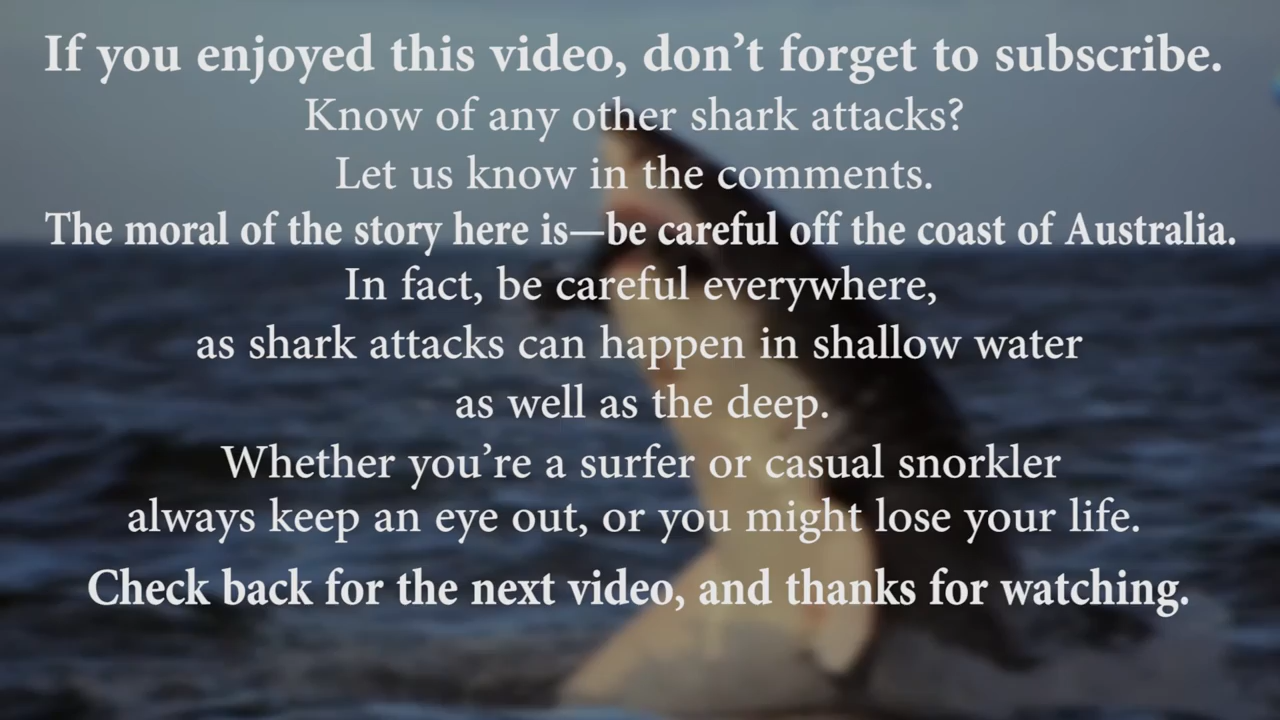 If you enjoyed this video, don’t forget to subscribe.
Know of any other shark attacks?
Let us know in the comments.
The moral of the story here is—be careful off the coast of Australia.
In fact, be careful everywhere,
as shark attacks can happen in shallow water
as well as the deep.
Whether you’re a surfer or casual snorkler
always keep an eye out, or you might lose your life.
Check back for the next video, and thanks for watching.